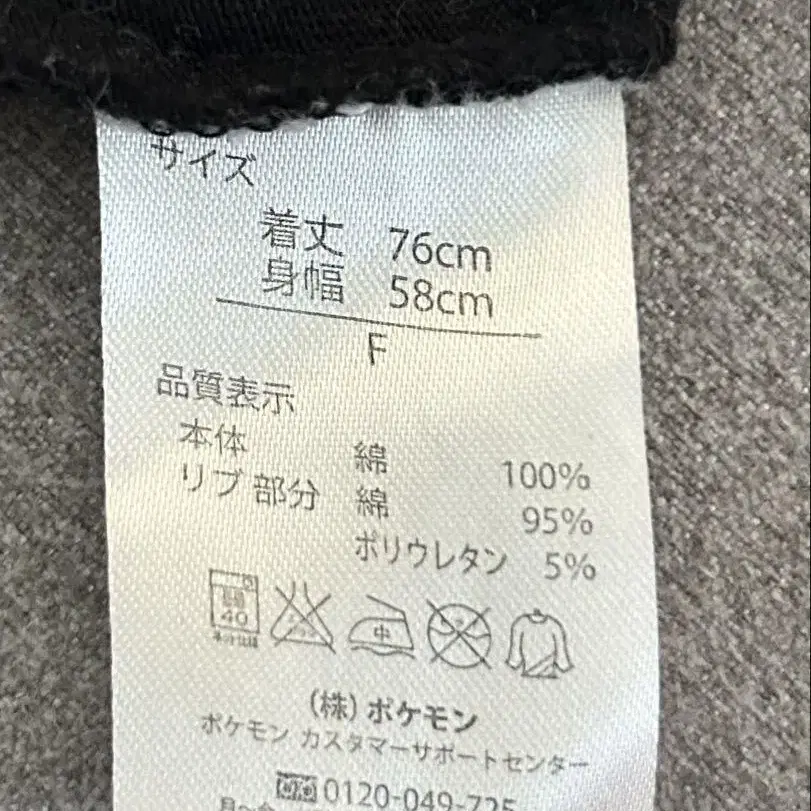 サイズ
着丈 76cm
身幅 58cm
F
品質表示
本体 綿 100%
リブ部分 綿 95%
ポリウレタン 5%
40 中
(株)ポケモン
ポケモン カスタマーサポートセンター
0120-049-725